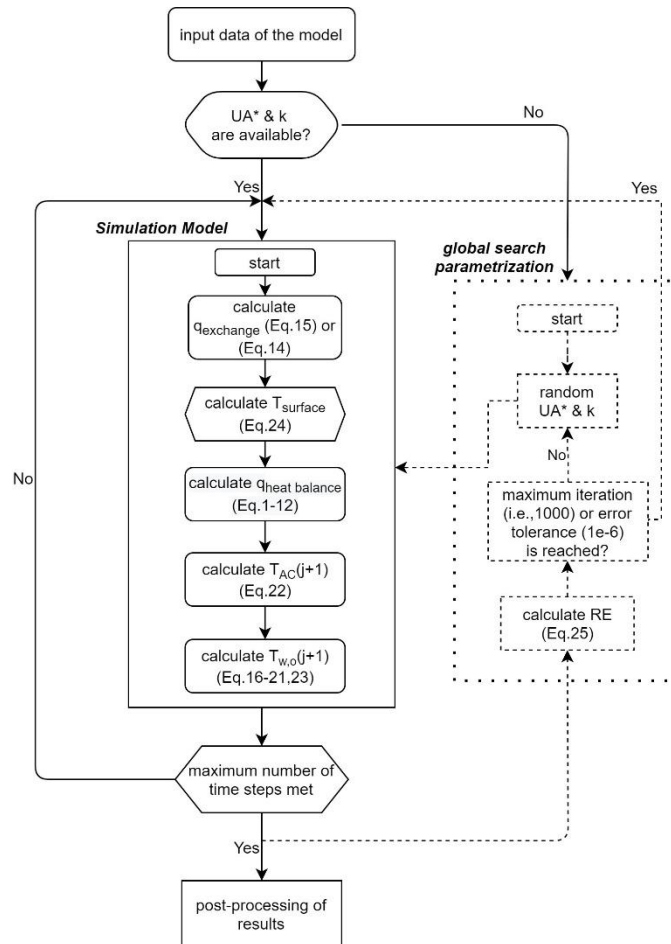 input data of the model
UA* & k
are available?
No
Yes
Yes
Simulation Model
global search
parametrization
start
start
calculate
qexchange (Eq.15) or
(Eq.14)
random
UA* & k
calculate Tsurface
(Eq.24)
No
No
calculate qheat balance
(Eq.1-12)
maximum iteration
(i.e.,1000) or error
tolerance (1e-6)
is reached?
calculate TAC(j+1)
(Eq.22)
calculate RE
(Eq.25)
calculate Tw,o(j+1)
(Eq.16-21,23)
maximum number of
time steps met
Yes
post-processing of
results